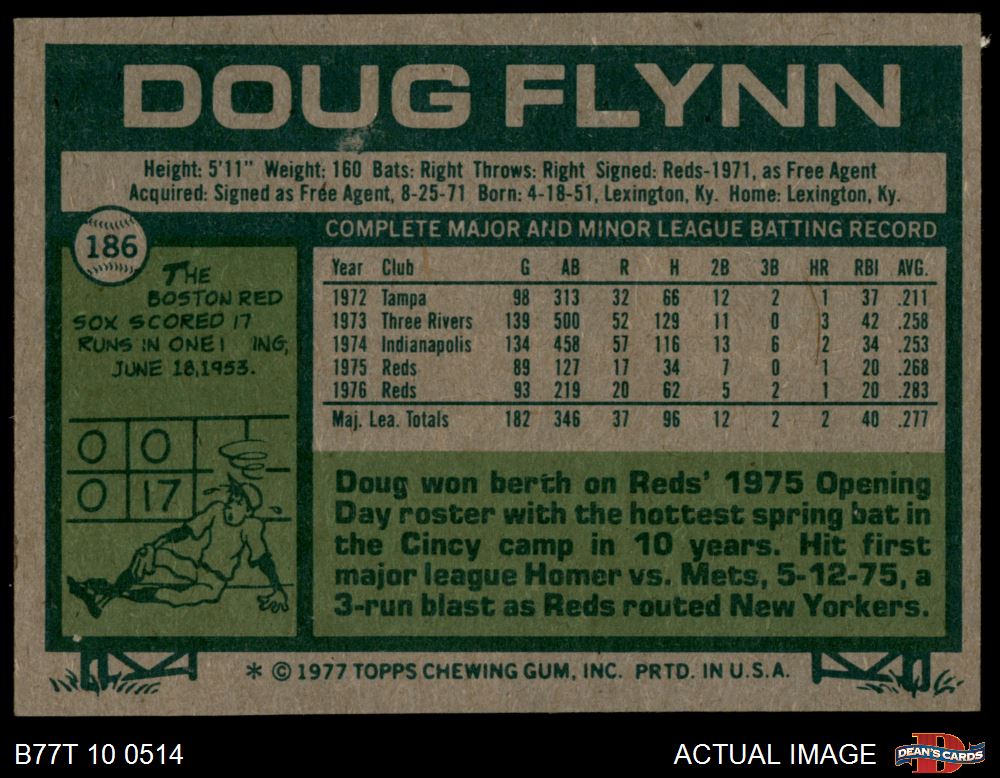 DOUG FLYNN
Height: 5'11" Weight: 160 Bats: Right Throws: Right Signed: Reds-1971, as Free Agent
Acquired: Signed as Free Agent, 8-25-71 Born: 4-18-51, Lexington, Ky. Home: Lexington, Ky.
186
THE
BOSTON RED
SOX SCORED 17
RUNS IN ONE I ING,
JUNE 18, 1953.
0 0
0 17
COMPLETE MAJOR AND MINOR LEAGUE BATTING RECORD
Year Club G AB R H 2B 3B HR RBI AVG.
1972 Tampa 98 313 32 66 12 2 1 37 .211
1973 Three Rivers 139 500 52 129 11 0 3 42 .258
1974 Indianapolis 134 458 57 116 13 6 2 34 .253
1975 Reds 89 127 17 34 7 0 1 20 .268
1976 Reds 93 219 20 62 5 2 1 20 .283
Maj. Lea. Totals 182 346 37 96 12 2 2 40 .277
Doug won berth on Reds' 1975 Opening
Day roster with the hottest spring bat in
the Cincy camp in 10 years. Hit first
major league Homer vs. Mets, 5-12-75, a
3-run blast as Reds routed New Yorkers.
* © 1977 TOPPS CHEWING GUM, INC. PRTD. IN U.S.A.
B77T 10 0514
ACTUAL IMAGE
DEAN'S CARDS